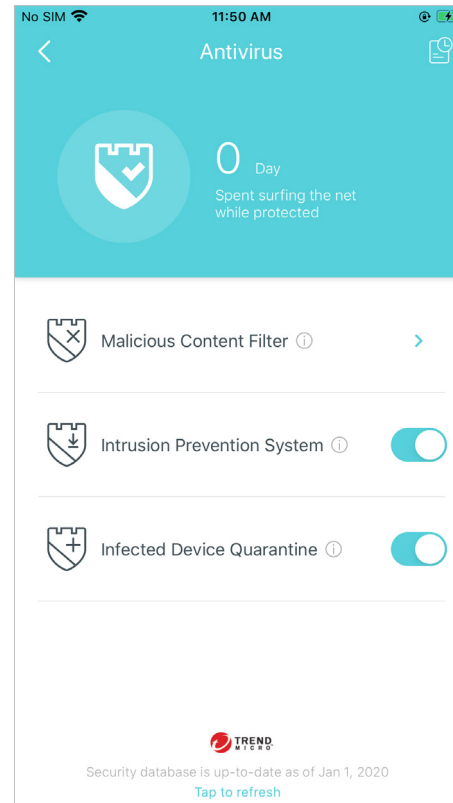 No SIM 11:50 AM
Antivirus
0 Day
Spent surfing the net
while protected
Malicious Content Filter
Intrusion Prevention System
Infected Device Quarantine
TREND
MICRO
Security database is up-to-date as of Jan 1, 2020
Tap to refresh